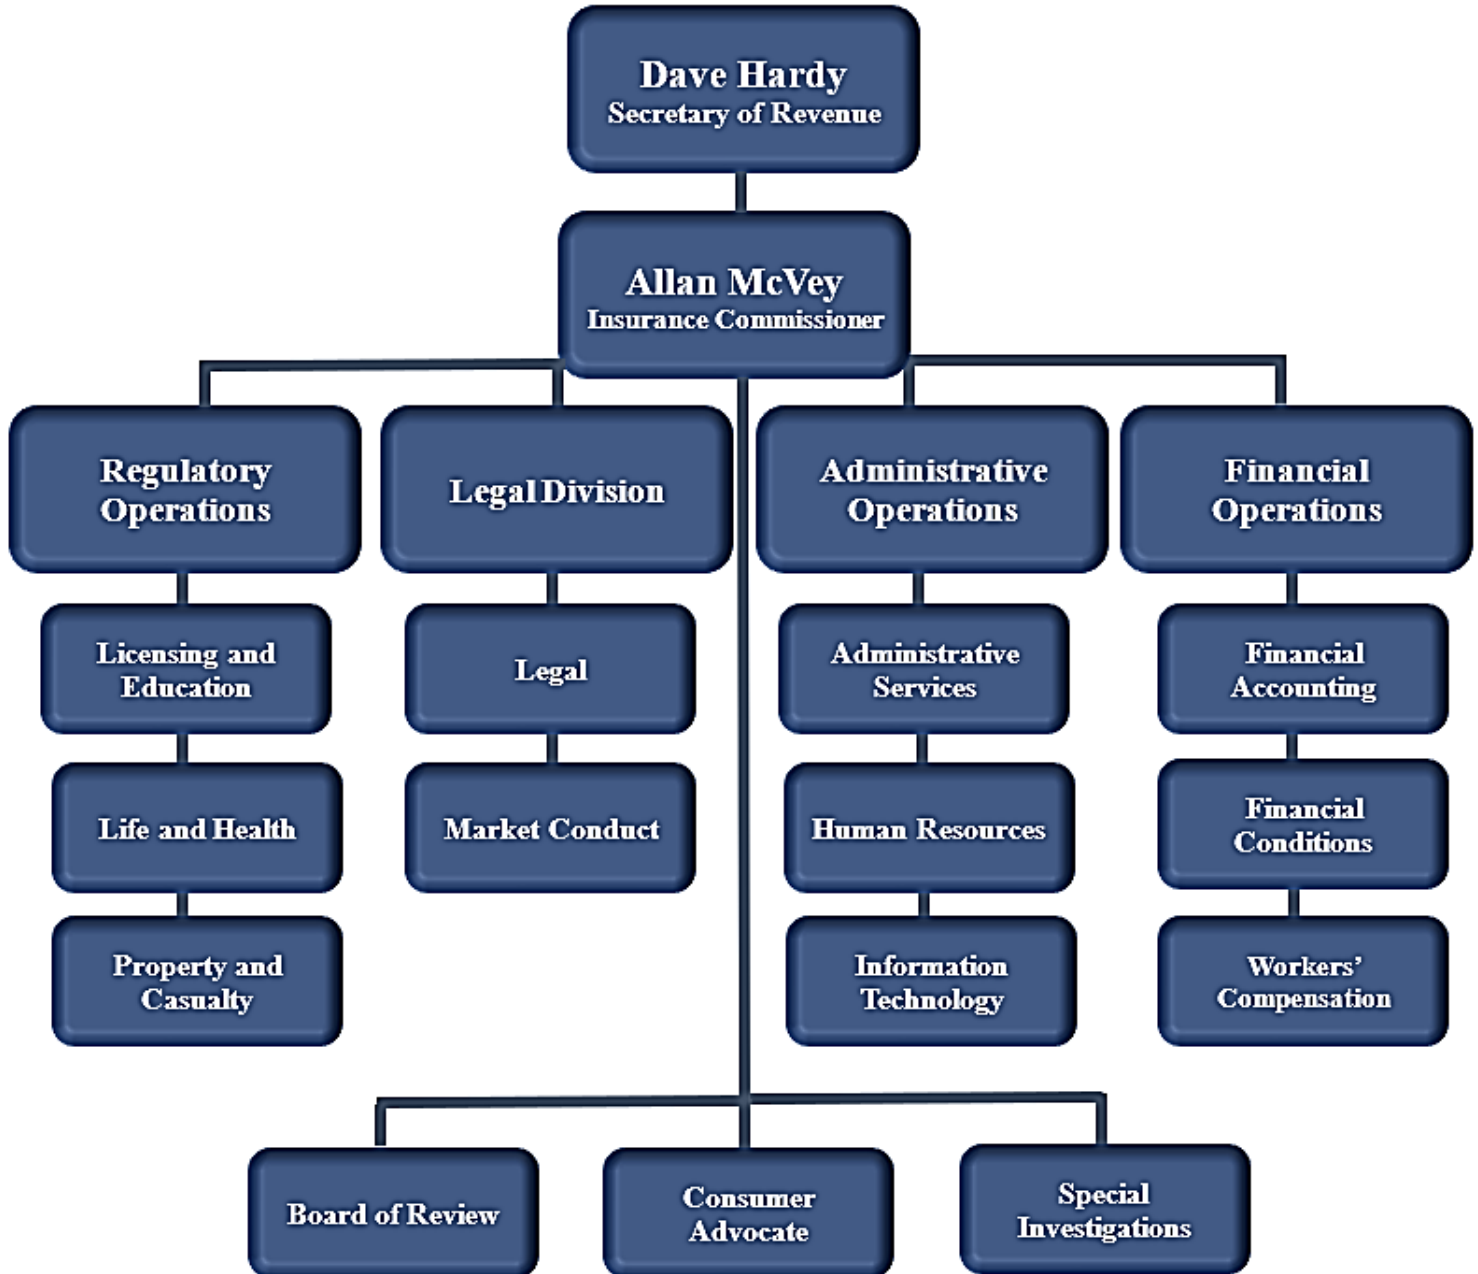 Dave Hardy
Secretary of Revenue
Allan McVey
Insurance Commissioner
Regulatory
Operations
Legal Division
Administrative
Operations
Financial
Operations
Licensing and
Education
Legal
Administrative
Services
Financial
Accounting
Life and Health
Market Conduct
Human Resources
Financial
Conditions
Property and
Casualty
Information
Technology
Workers’
Compensation
Board of Review
Consumer
Advocate
Special
Investigations